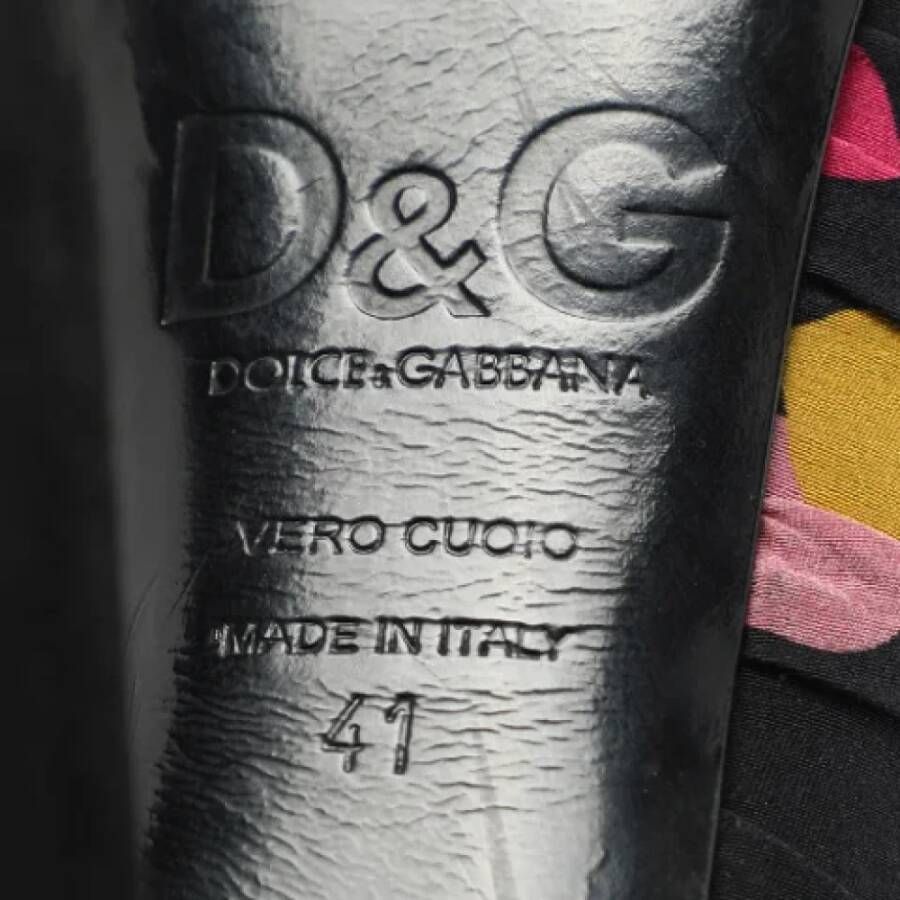 D&G
DOLCE & GABBANA
VERO CUOIO
MADE IN ITALY
41